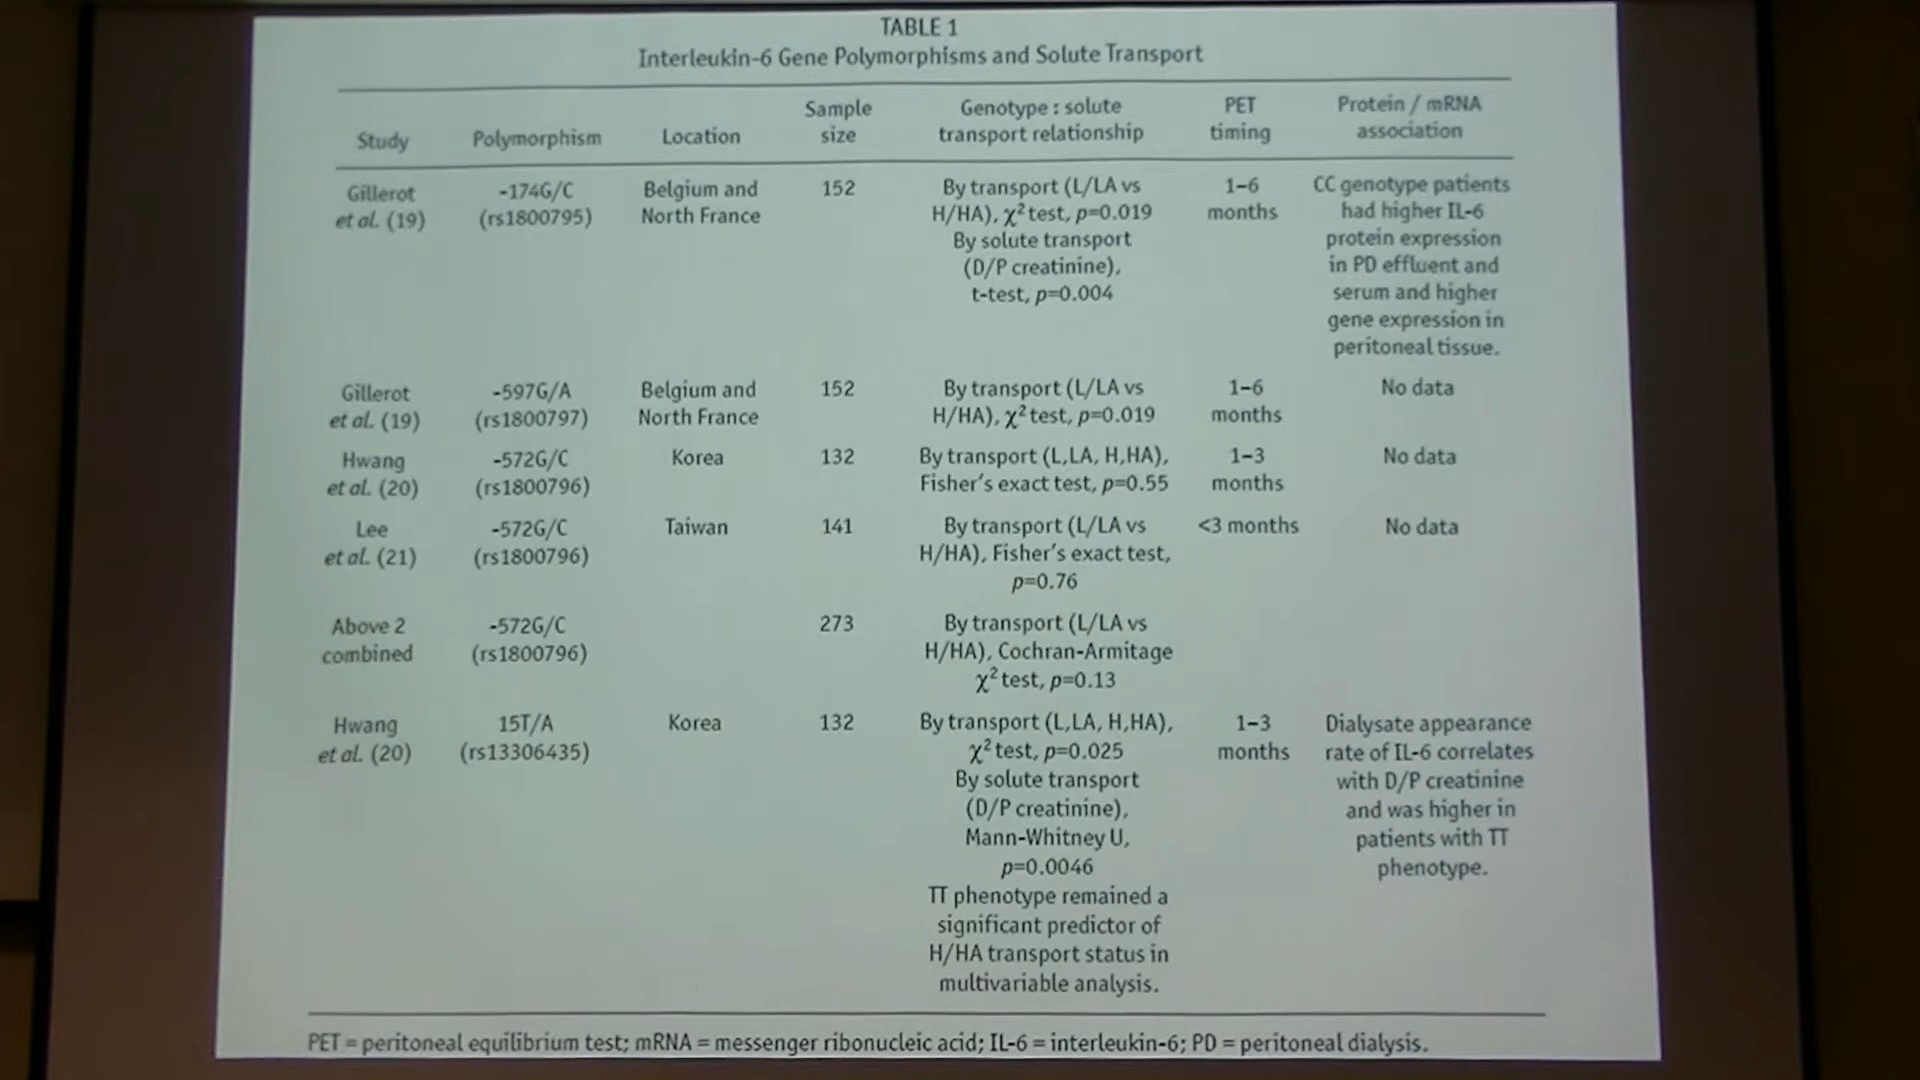 TABLE 1
Interleukin-6 Gene Polymorphisms and Solute Transport
Study
Polymorphism
Location
Sample
size
Genotype : solute
transport relationship
PET
timing
Protein / mRNA
association
Gillerot
et al. (19)
-174G/C
(rs1800795)
Belgium and
North France
152
By transport (L/LA vs
H/HA), χ² test, p=0.019
By solute transport
(D/P creatinine),
t-test, p=0.004
1–6
months
CC genotype patients
had higher IL-6
protein expression
in PD effluent and
serum and higher
gene expression in
peritoneal tissue.
Gillerot
et al. (19)
-597G/A
(rs1800797)
Belgium and
North France
152
By transport (L/LA vs
H/HA), χ² test, p=0.019
1–6
months
No data
Hwang
et al. (20)
-572G/C
(rs1800796)
Korea
132
By transport (L,LA, H,HA),
Fisher's exact test, p=0.55
1–3
months
No data
Lee
et al. (21)
-572G/C
(rs1800796)
Taiwan
141
By transport (L/LA vs
H/HA), Fisher's exact test,
p=0.76
<3 months
No data
Above 2
combined
-572G/C
(rs1800796)
273
By transport (L/LA vs
H/HA), Cochran-Armitage
χ² test, p=0.13
Hwang
et al. (20)
15T/A
(rs13306435)
Korea
132
By transport (L,LA, H,HA),
χ² test, p=0.025
By solute transport
(D/P creatinine),
Mann-Whitney U,
p=0.0046
TT phenotype remained a
significant predictor of
H/HA transport status in
multivariable analysis.
1–3
months
Dialysate appearance
rate of IL-6 correlates
with D/P creatinine
and was higher in
patients with TT
phenotype.
PET = peritoneal equilibrium test; mRNA = messenger ribonucleic acid; IL-6 = interleukin-6; PD = peritoneal dialysis.